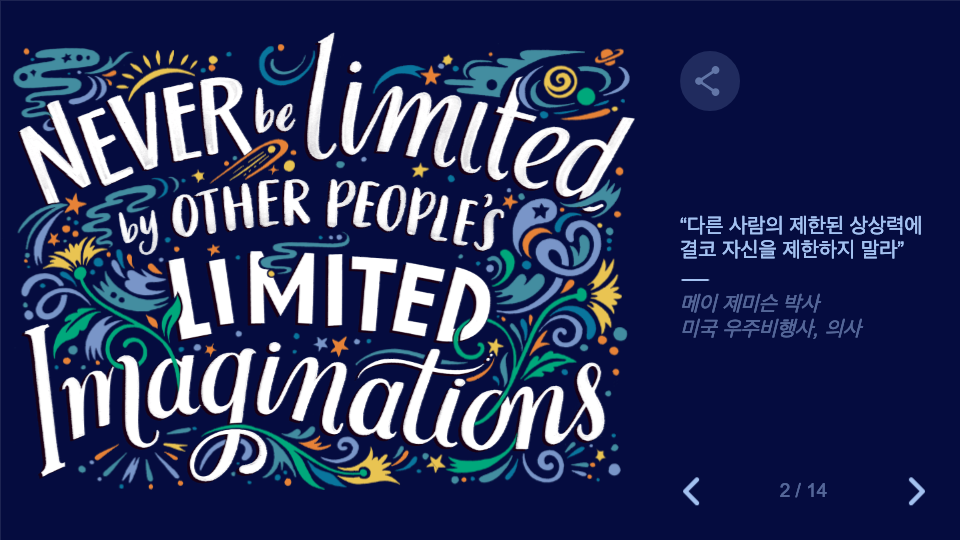 NEVER be limited
by OTHER PEOPLE'S
LIMITED
Imaginations
“다른 사람의 제한된 상상력에
결코 자신을 제한하지 말라”
메이 제미슨 박사
미국 우주비행사, 의사
2 / 14